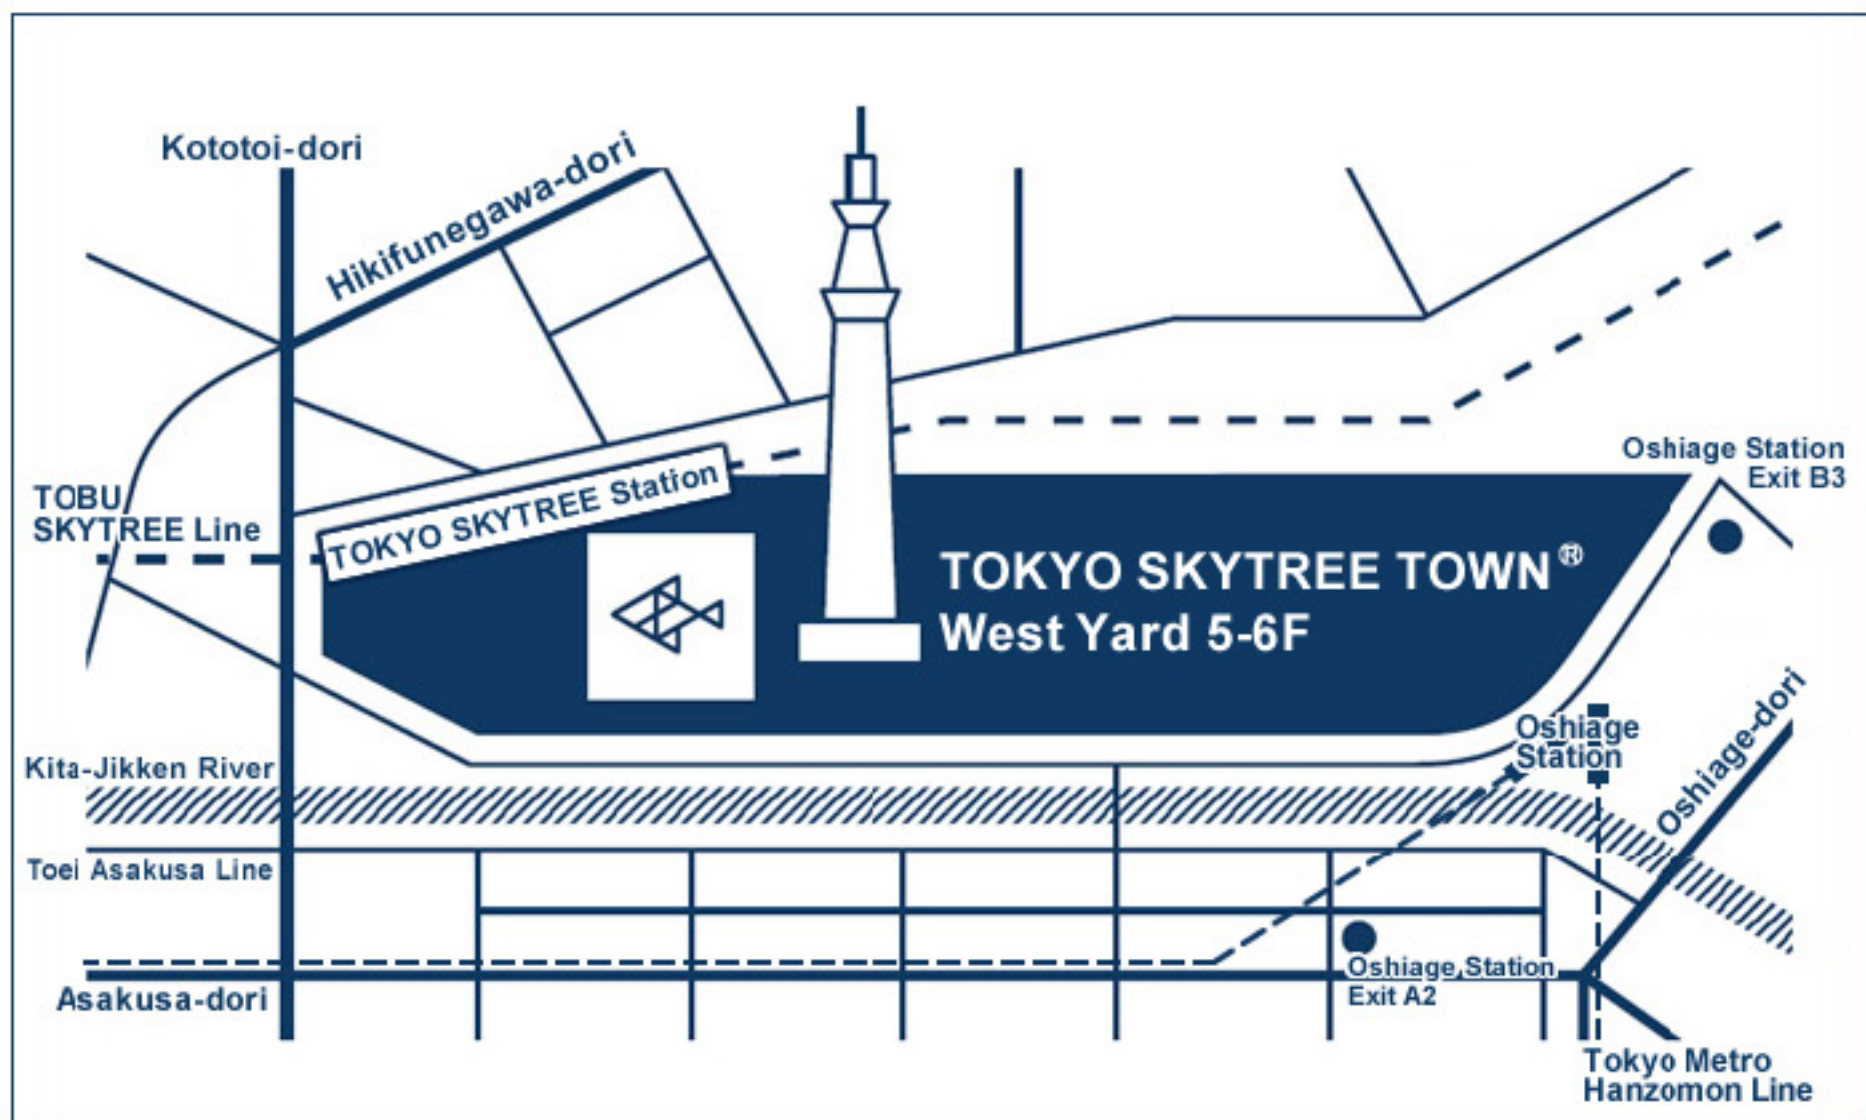 Kototoi-dori
Hikifunegawa-dori
Oshiage Station
Exit B3
TOBU
SKYTREE Line
TOKYO SKYTREE Station
TOKYO SKYTREE TOWN®
West Yard 5-6F
Oshiage
Station
Oshiage-dori
Kita-Jikken River
Toei Asakusa Line
Oshiage Station
Exit A2
Asakusa-dori
Tokyo Metro
Hanzomon Line